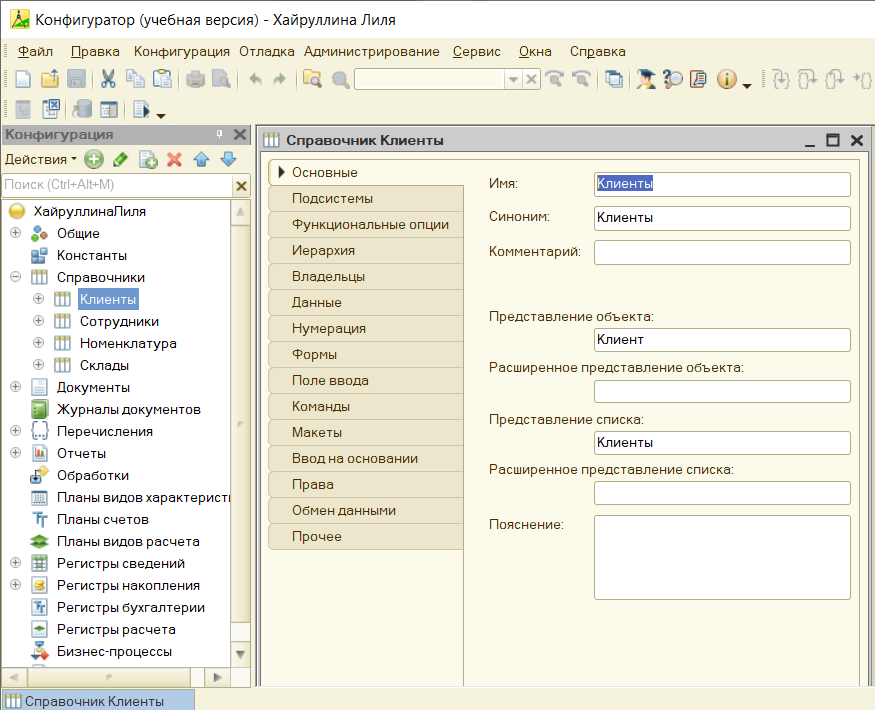 Конфигуратор (учебная версия) - Хайруллина Лиля
Файл Правка Конфигурация Отладка Администрирование Сервис Окна Справка
Конфигурация
Действия
Поиск (Ctrl+Alt+M)
ХайруллинаЛиля
Общие
Константы
Справочники
Клиенты
Сотрудники
Номенклатура
Склады
Документы
Журналы документов
Перечисления
Отчеты
Обработки
Планы видов характерист
Планы счетов
Планы видов расчета
Регистры сведений
Регистры накопления
Регистры бухгалтерии
Регистры расчета
Бизнес-процессы
Справочник Клиенты
Основные
Подсистемы
Функциональные опции
Иерархия
Владельцы
Данные
Нумерация
Формы
Поле ввода
Команды
Макеты
Ввод на основании
Права
Обмен данными
Прочее
Имя: Клиенты
Синоним: Клиенты
Комментарий:
Представление объекта:
Клиент
Расширенное представление объекта:
Представление списка:
Клиенты
Расширенное представление списка:
Пояснение:
Справочник Клиенты